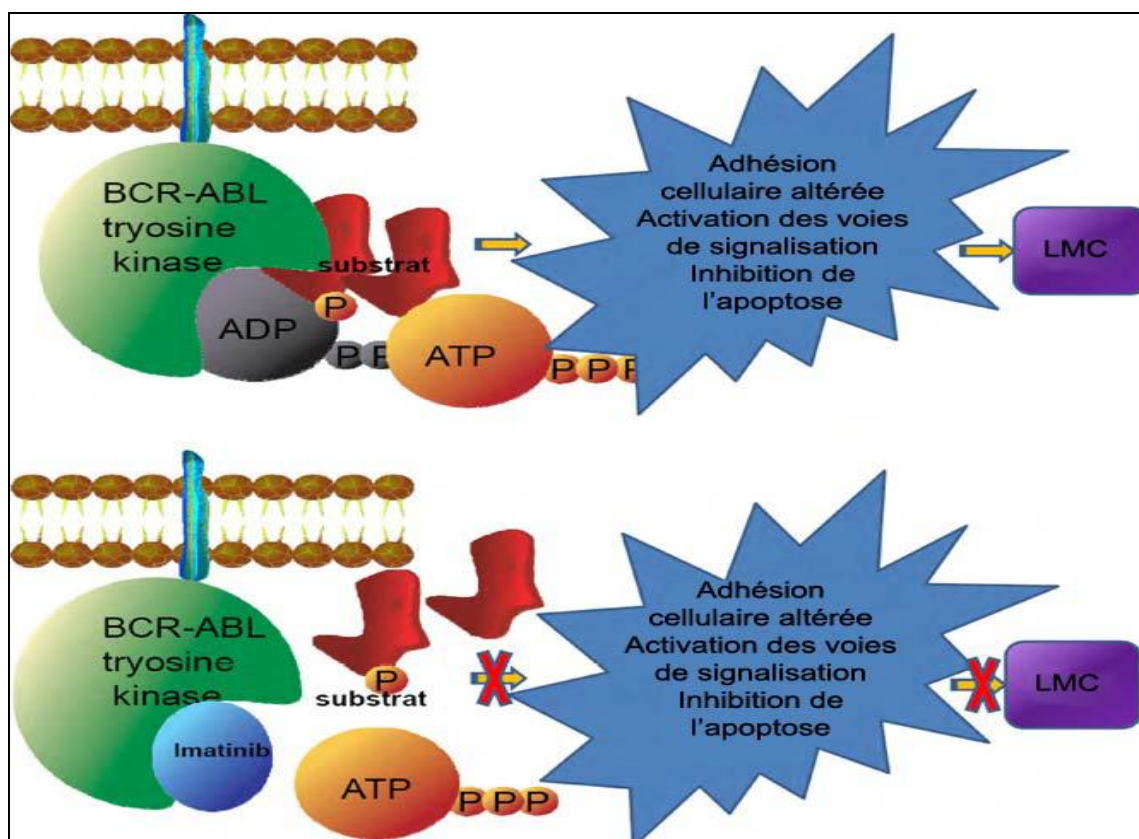 BCR-ABL
tryosine
kinase
substrat
P
ADP
P P
ATP
P P P
Adhésion
cellulaire altérée
Activation des voies
de signalisation
Inhibition de
l'apoptose
LMC
BCR-ABL
tryosine
kinase
Imatinib
P
substrat
ATP
PPP
Adhésion
cellulaire altérée
Activation des voies
de signalisation
Inhibition de
l'apoptose
LMC